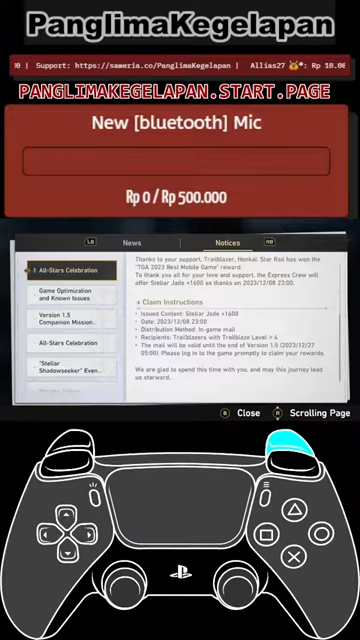 PanglimaKegelapan
Support: https://saweria.co/PanglimaKegelapan | Allias27 🥇*: Rp 10.00
PANGLIMAKEGELAPAN.START.PAGE
New [bluetooth] Mic
Rp 0 / Rp 500.000
LB News Notices RB
! All-Stars Celebration
Game Optimization
and Known Issues
Version 1.5
Companion Mission...
All-Stars Celebration
"Stellar
Shadowseeker" Even...
Thanks to your support, Trailblazer, Honkai: Star Rail has won the
"TGA 2023 Best Mobile Game" reward.
To thank you all for your love and support, the Express Crew will
offer Stellar Jade *1600 as thanks on 2023/12/08 23:00.
Claim Instructions
• Issued Content: Stellar Jade *1600
• Date: 2023/12/08 23:00
• Distribution Method: In-game mail
• Recipients: Trailblazers with Trailblaze Level ≥ 4
• The mail will be valid until the end of Version 1.5 (2023/12/27
05:00). Please log in to the game promptly to claim your rewards.
We are glad to spend this time with you, and may this journey lead
us starward.
B Close R Scrolling Page